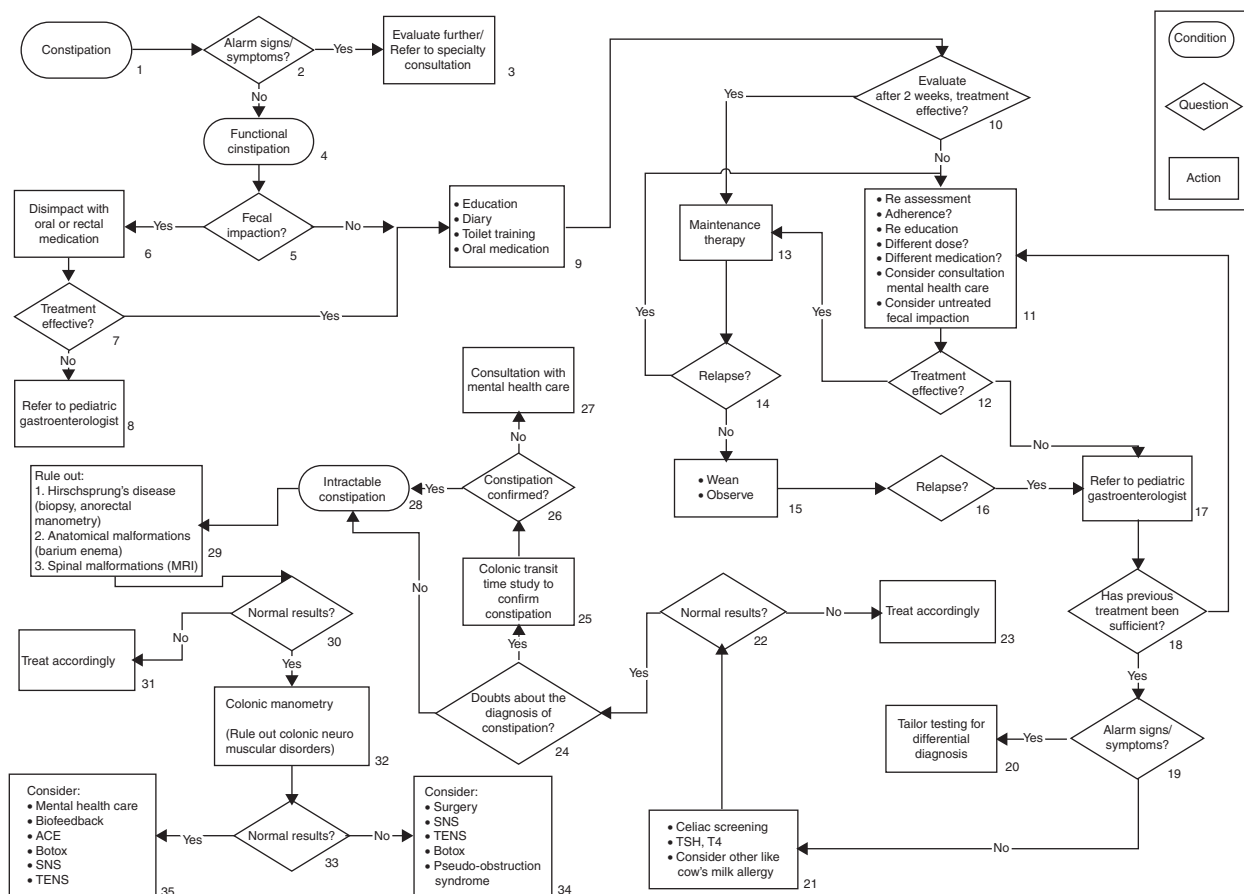 Constipation
1
Alarm signs/
symptoms?
2
Yes
Evaluate further/
Refer to specialty
consultation
3
No
Functional
cinstipation
4
Fecal
impaction?
5
Yes
Disimpact with
oral or rectal
medication
6
No
Treatment
effective?
7
Yes
No
Refer to pediatric
gastroenterologist
8
• Education
• Diary
• Toilet training
• Oral medication
9
Evaluate
after 2 weeks, treatment
effective?
10
Yes
No
• Re assessment
• Adherence?
• Re education
• Different dose?
• Different medication?
• Consider consultation
mental health care
• Consider untreated
fecal impaction
11
Treatment
effective?
12
Yes
No
Maintenance
therapy
13
Relapse?
14
Yes
No
• Wean
• Observe
15
Relapse?
16
Yes
Refer to pediatric
gastroenterologist
17
Has previous
treatment been
sufficient?
18
Yes
Alarm signs/
symptoms?
19
Yes
Tailor testing for
differential
diagnosis
20
No
• Celiac screening
• TSH, T4
• Consider other like
cow's milk allergy
21
Normal results?
22
No
Treat accordingly
23
Yes
Doubts about the
diagnosis of
constipation?
24
Yes
No
Colonic transit
time study to
confirm
constipation
25
Constipation
confirmed?
26
No
Consultation with
mental health care
27
Yes
Intractable
constipation
28
Rule out:
1. Hirschsprung's disease
(biopsy, anorectal
manometry)
2. Anatomical malformations
(barium enema)
3. Spinal malformations (MRI)
29
Normal results?
30
No
Treat accordingly
31
Yes
Colonic manometry
(Rule out colonic neuro
muscular disorders)
32
Normal results?
33
No
Consider:
• Surgery
• SNS
• TENS
• Botox
• Pseudo-obstruction
syndrome
34
Yes
Consider:
• Mental health care
• Biofeedback
• ACE
• Botox
• SNS
• TENS
35
Condition
Question
Action